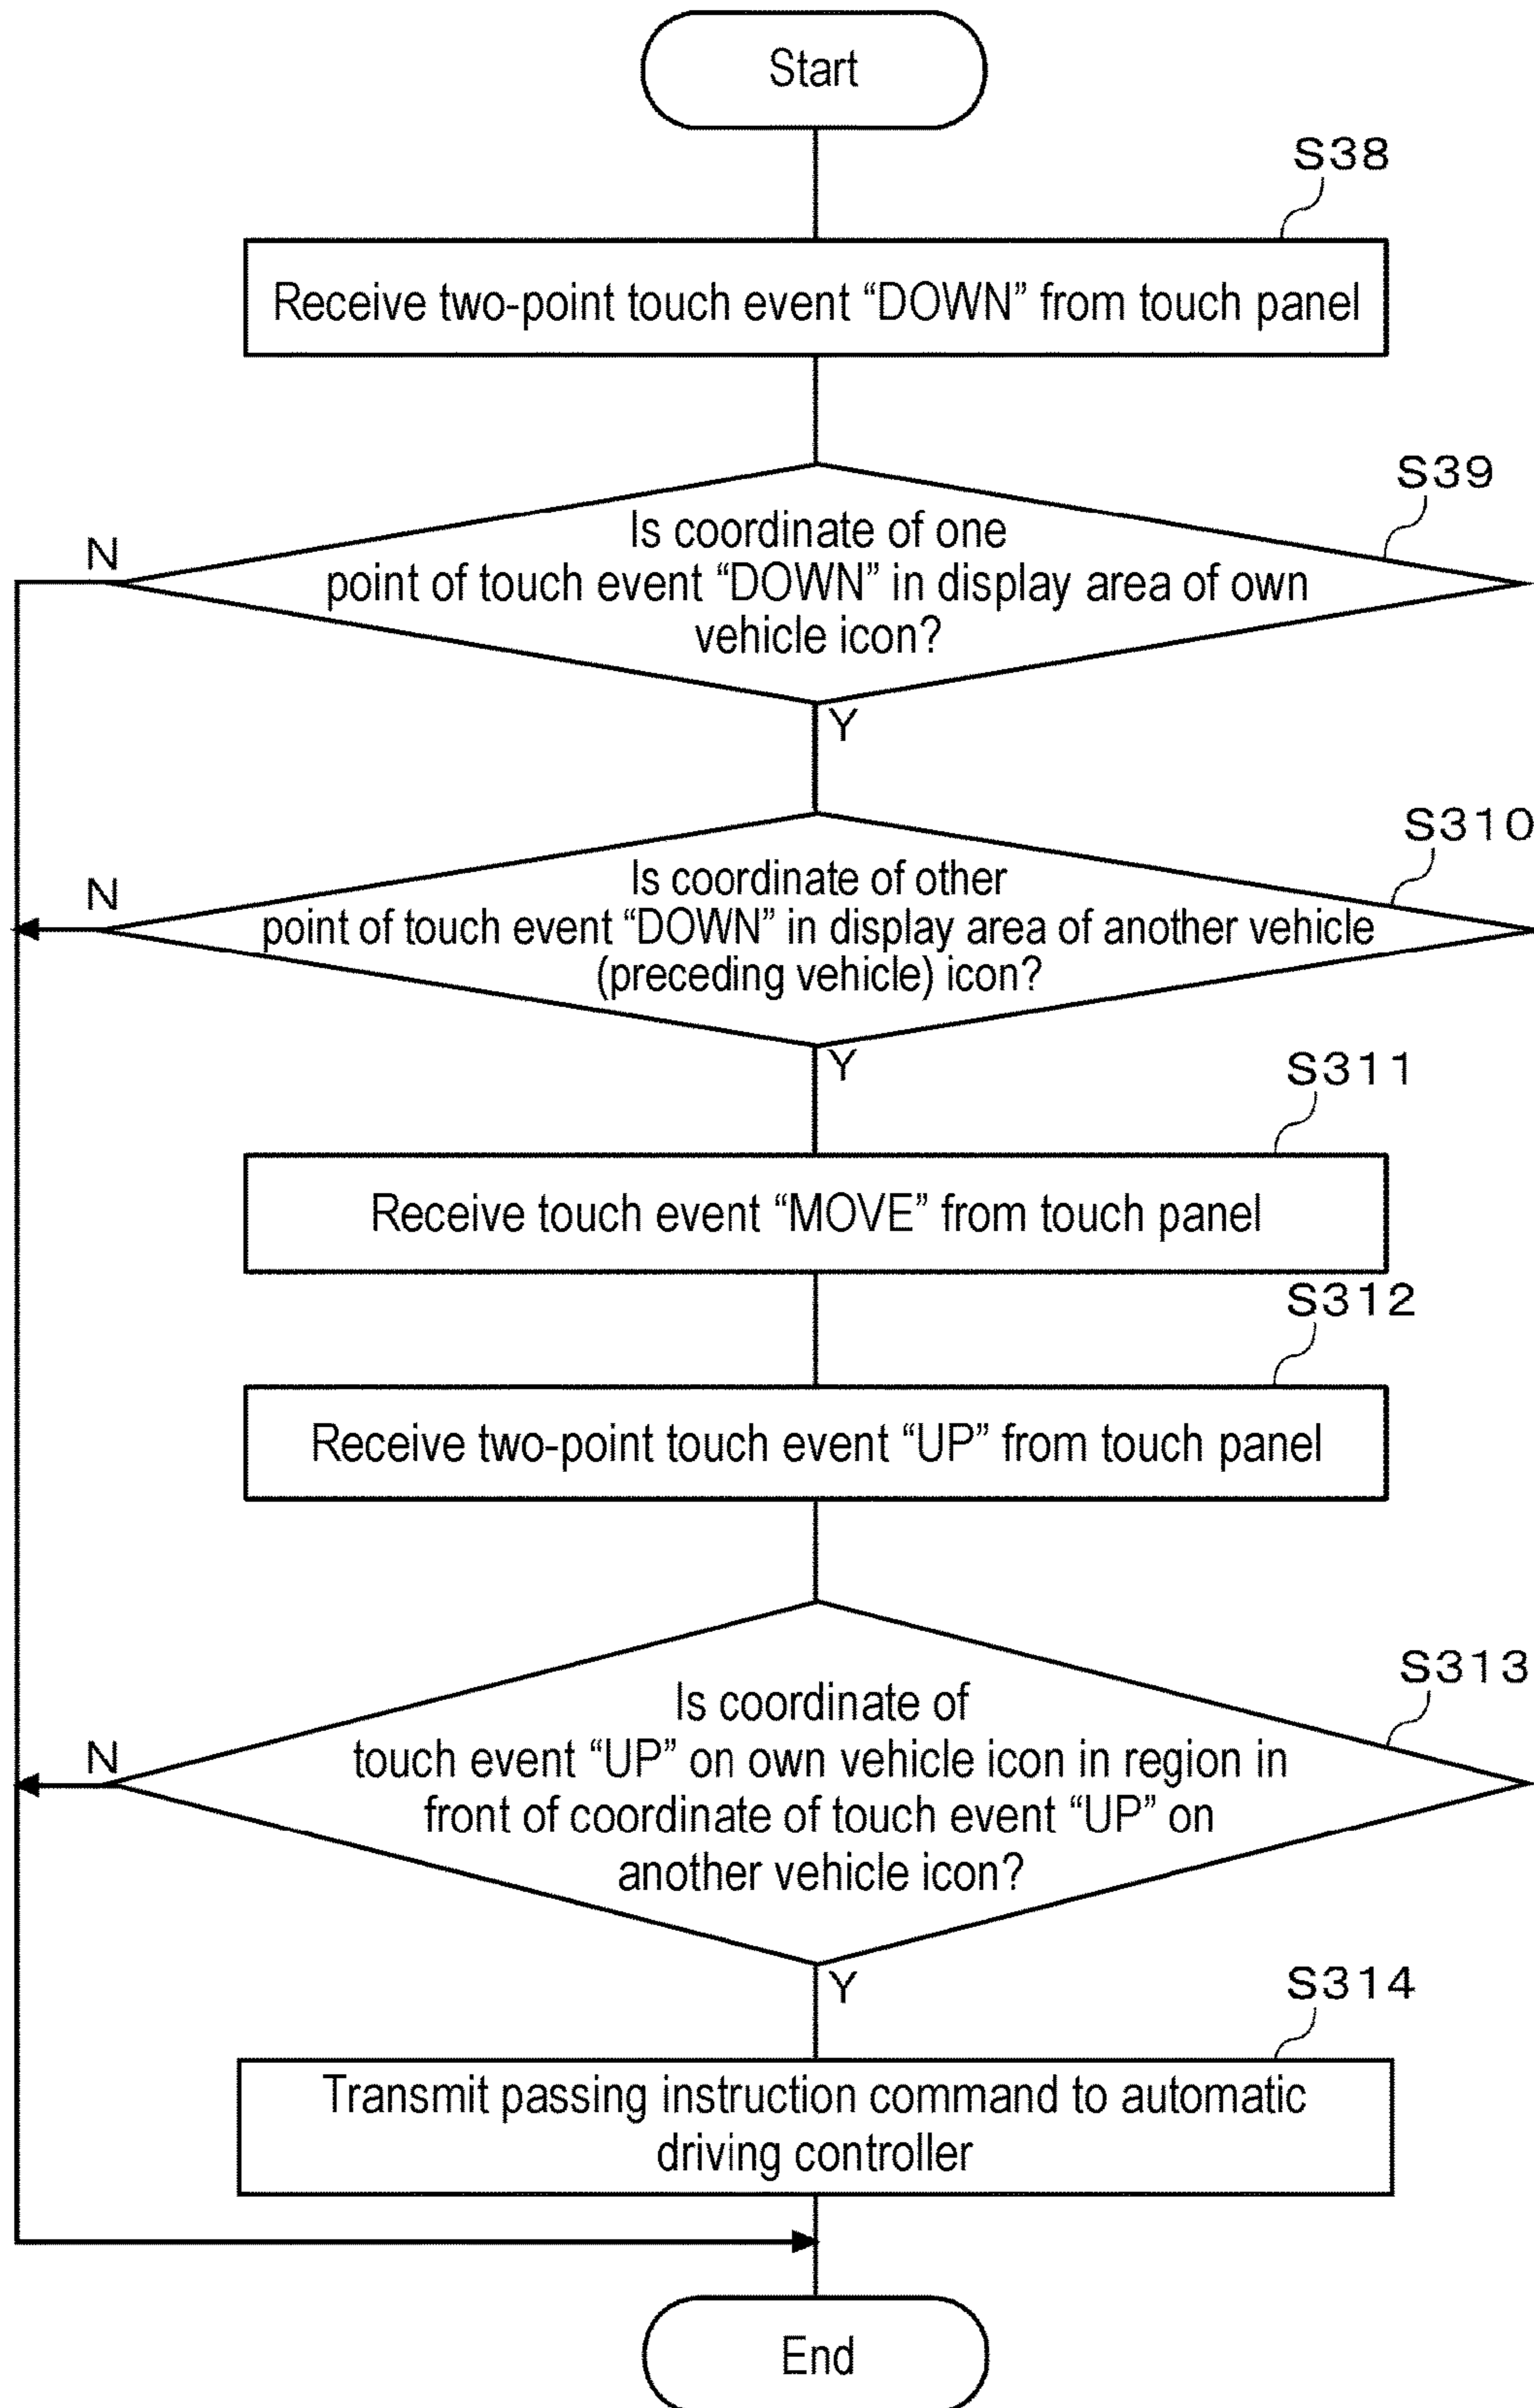 Start
S38
Receive two-point touch event “DOWN” from touch panel
S39
Is coordinate of one
point of touch event “DOWN” in display area of own
vehicle icon?
N
Y
S310
Is coordinate of other
point of touch event “DOWN” in display area of another vehicle
(preceding vehicle) icon?
N
Y
S311
Receive touch event “MOVE” from touch panel
S312
Receive two-point touch event “UP” from touch panel
S313
Is coordinate of
touch event “UP” on own vehicle icon in region in
front of coordinate of touch event “UP” on
another vehicle icon?
N
Y
S314
Transmit passing instruction command to automatic
driving controller
End